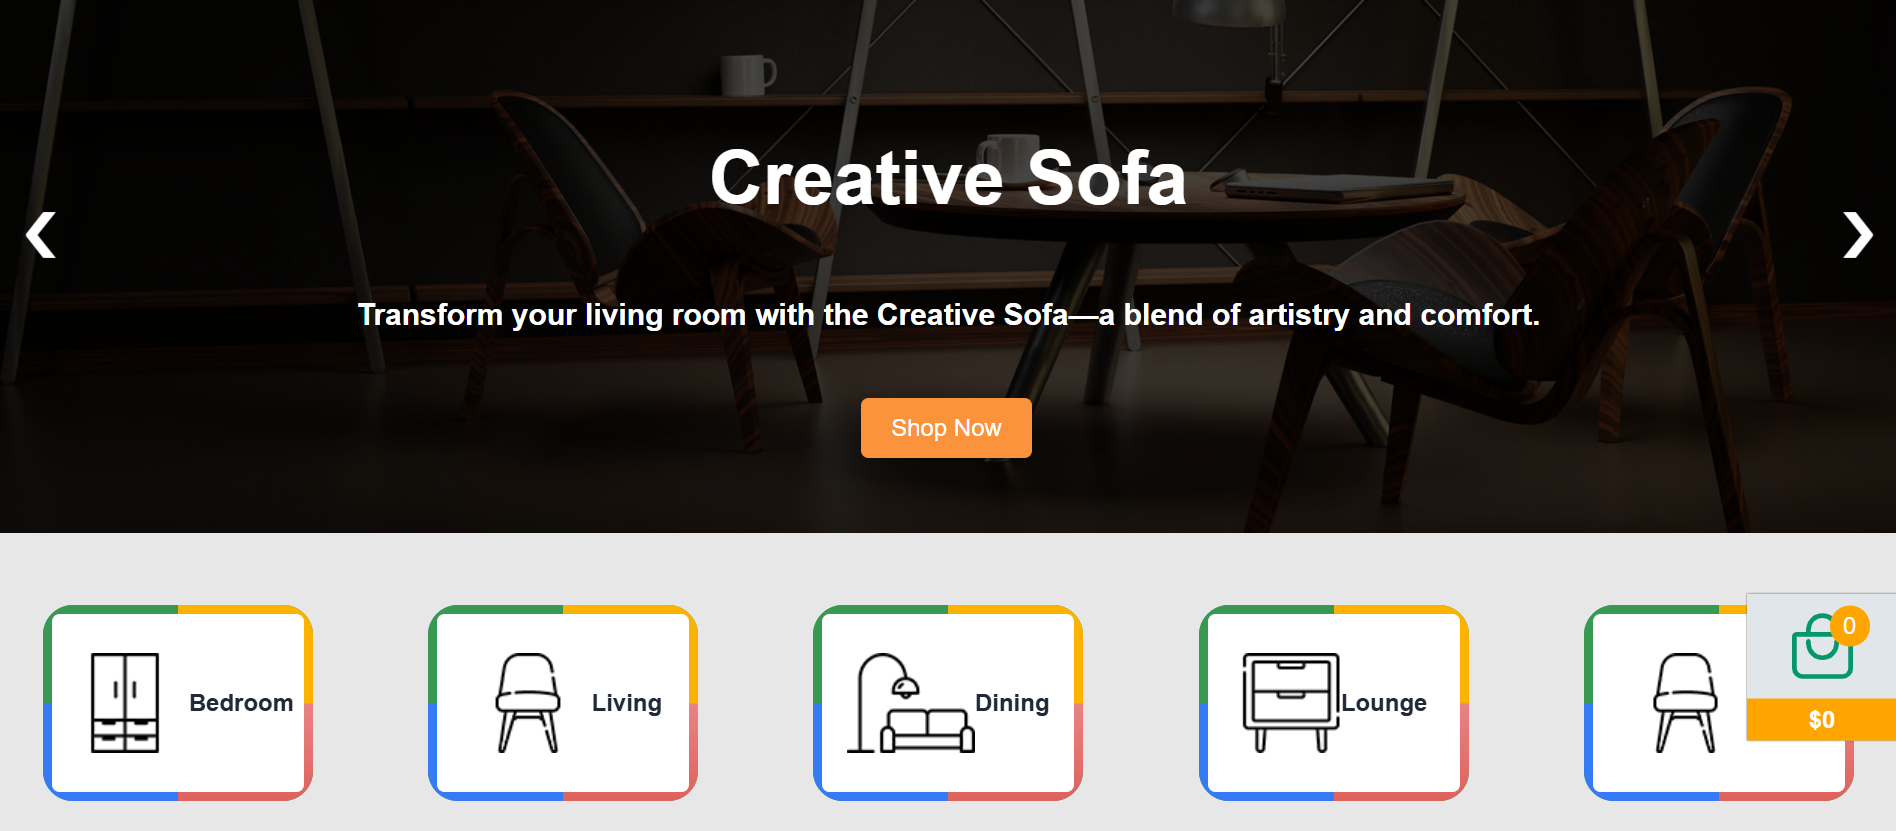 Creative Sofa
Transform your living room with the Creative Sofa—a blend of artistry and comfort.
Shop Now
Bedroom
Living
Dining
Lounge
0
$0